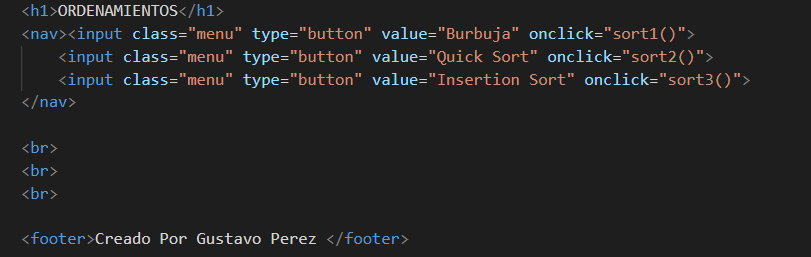 <h1>ORDENAMIENTOS</h1>
<nav><input class="menu" type="button" value="Burbuja" onclick="sort1()">
<input class="menu" type="button" value="Quick Sort" onclick="sort2()">
<input class="menu" type="button" value="Insertion Sort" onclick="sort3()">
</nav>
<br>
<br>
<br>
<footer>Creado Por Gustavo Perez </footer>